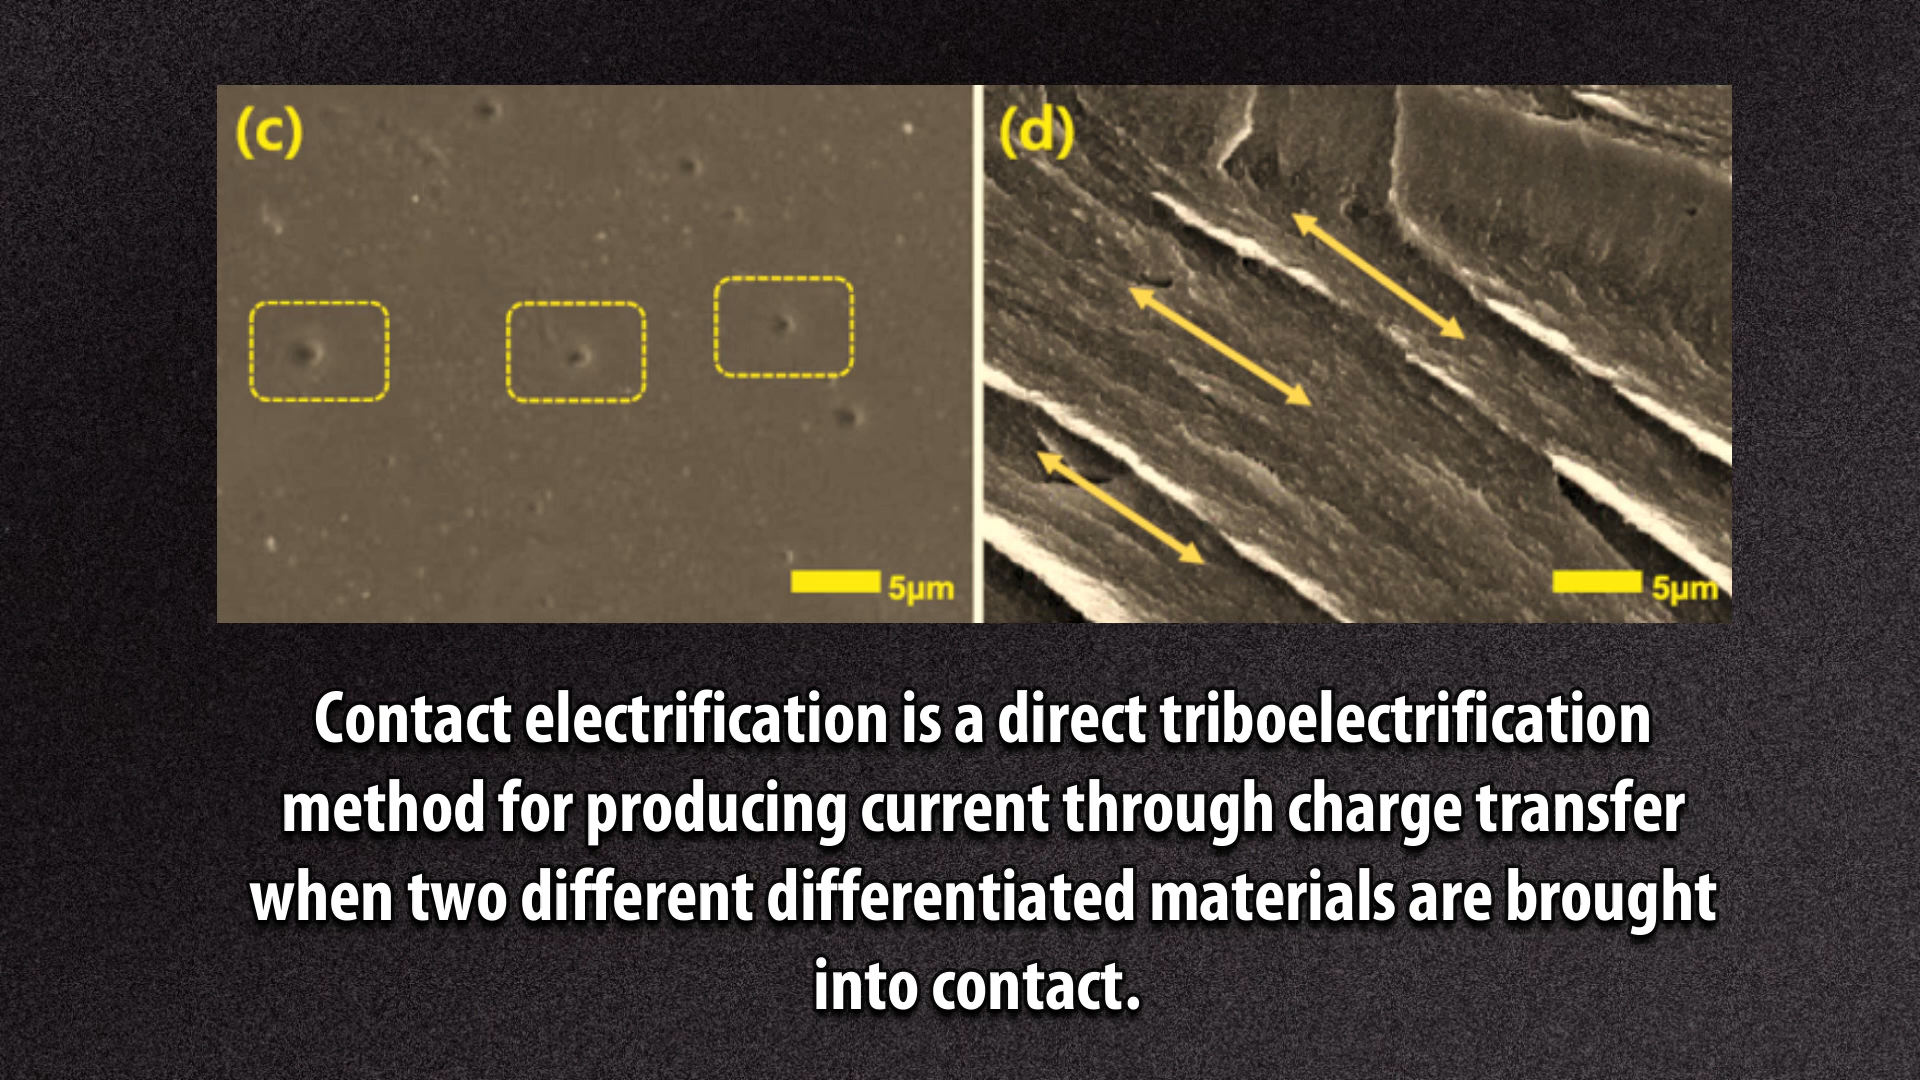 (c)
(d)
5µm
5µm
Contact electrification is a direct triboelectrification
method for producing current through charge transfer
when two different differentiated materials are brought
into contact.